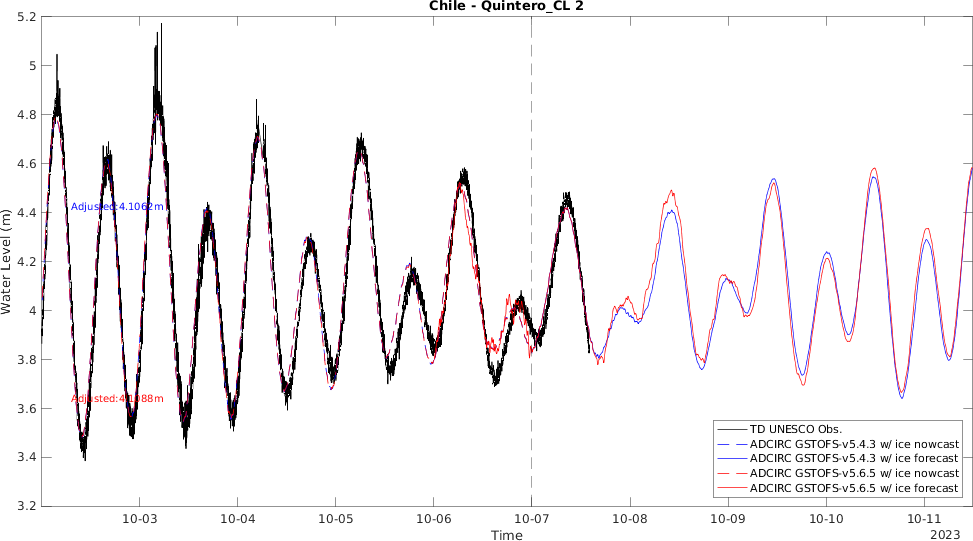 Chile - Quintero_CL 2
5.2
5
4.8
4.6
4.4
4.2
4
3.8
3.6
3.4
3.2
Water Level (m)
Adjusted:4.1062m
Adjusted:4.1088m
TD UNESCO Obs.
ADCIRC GSTOFS-v5.4.3 w/ ice nowcast
ADCIRC GSTOFS-v5.4.3 w/ ice forecast
ADCIRC GSTOFS-v5.6.5 w/ ice nowcast
ADCIRC GSTOFS-v5.6.5 w/ ice forecast
10-03 10-04 10-05 10-06 10-07 10-08 10-09 10-10 10-11
Time
2023